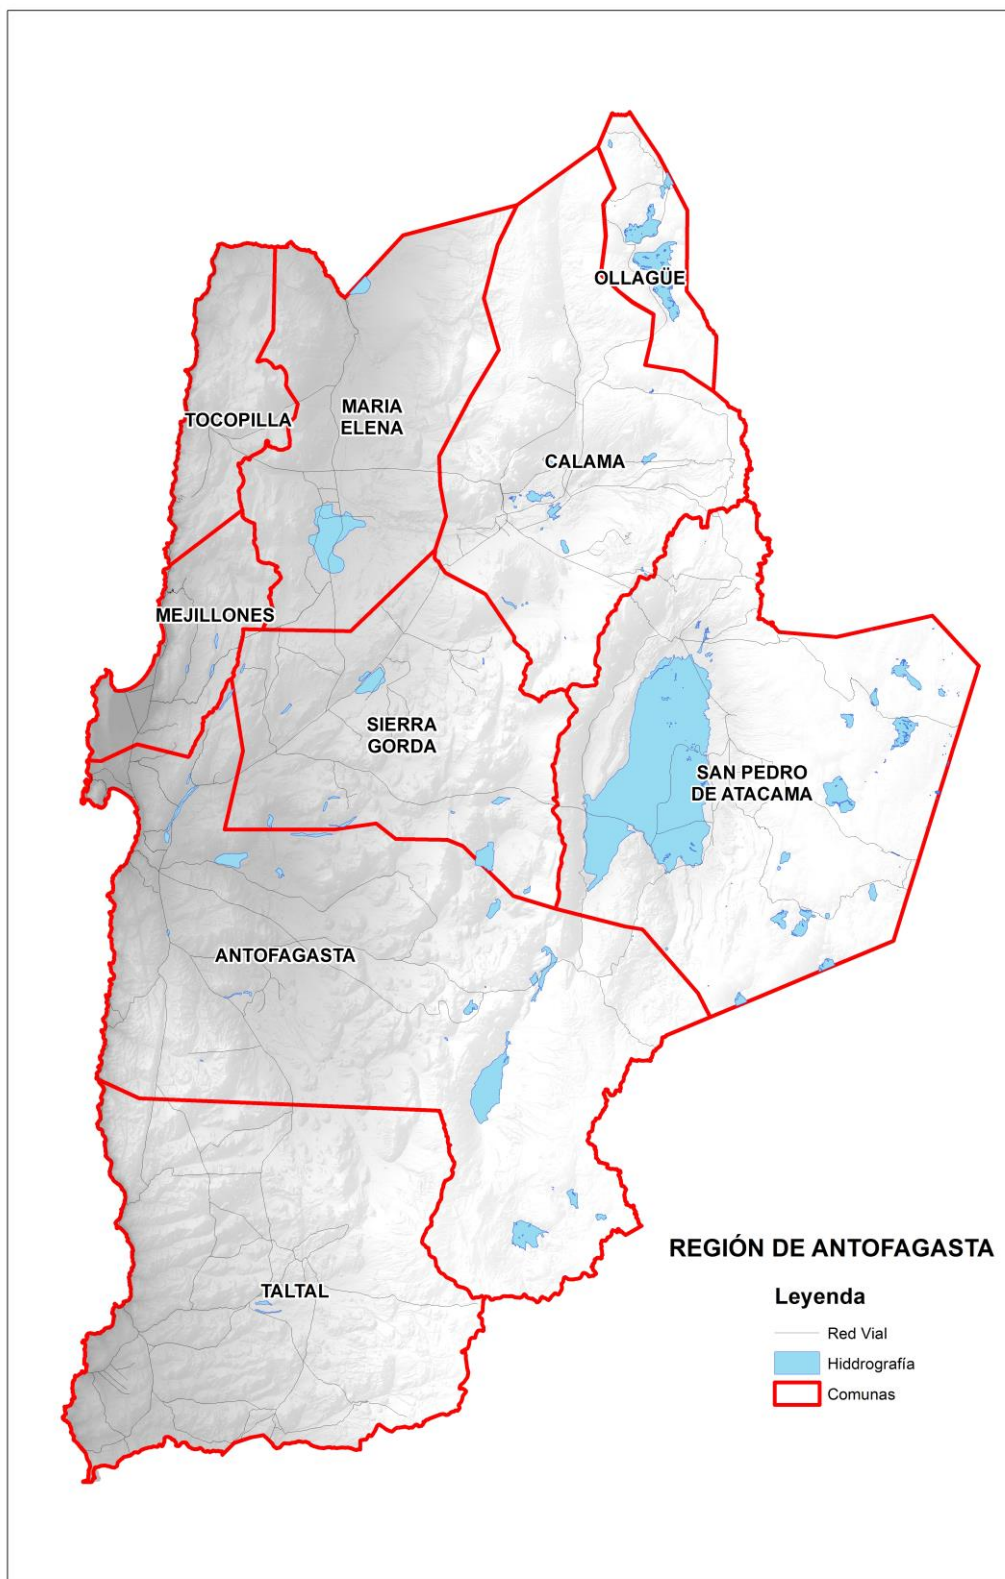 OLLAGÜE
MARIA
ELENA
TOCOPILLA
CALAMA
MEJILLONES
SIERRA
GORDA
SAN PEDRO
DE ATACAMA
ANTOFAGASTA
TALTAL
REGIÓN DE ANTOFAGASTA
Leyenda
Red Vial
Hiddrografía
Comunas